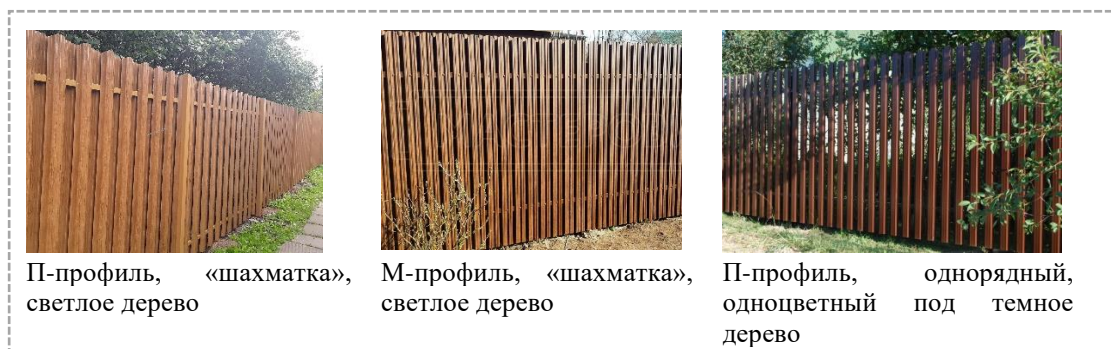 П-профиль, «шахматка»,
светлое дерево
М-профиль, «шахматка»,
светлое дерево
П-профиль, однорядный,
одноцветный под темное
дерево